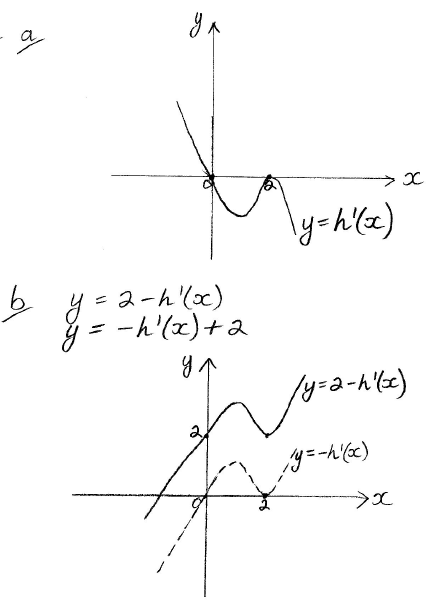 a
y
0
2
x
y=h'(x)
b y = 2-h'(x)
y = -h'(x)+2
y
y=2-h'(x)
2
y=-h'(x)
0
2
x